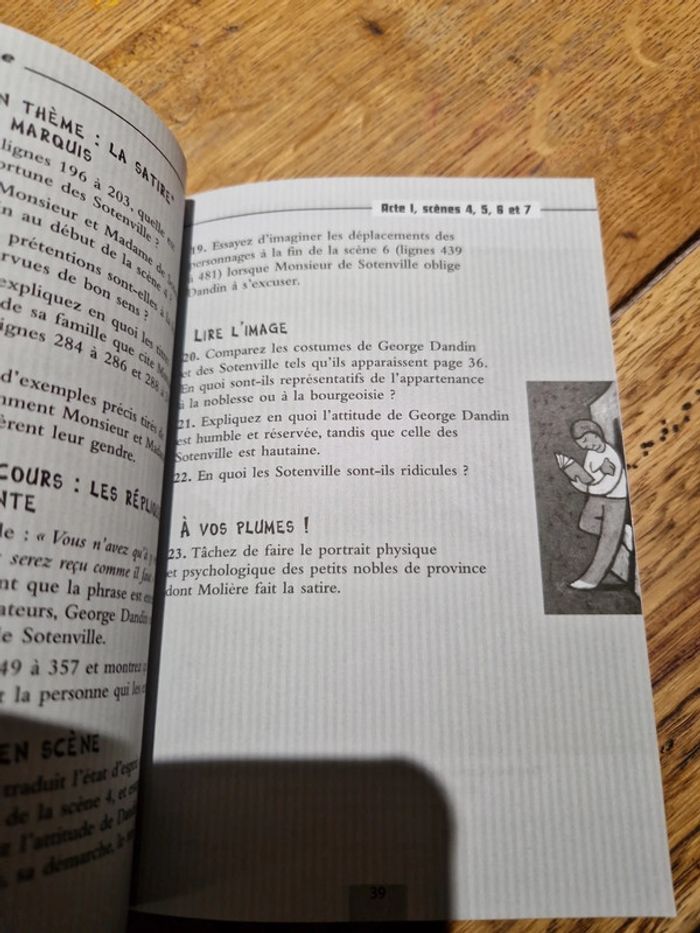 e
N THÈME : LA SATIRE*
MARQUIS
lignes 196 à 203, quelle est
ortune des Sotenville ?
Monsieur et Madame de
n au début de la scène 4 ?
prétentions sont-elles à la
rvues de bon sens ?
expliquez en quoi les
de sa famille que cite
ignes 284 à 286 et 288 à
d'exemples précis tirés de
mment Monsieur et
èrent leur gendre.
COURS : LES RÉPLIQUES
NTE
le : « Vous n'avez qu'à
serez reçu comme il faut
nt que la phrase est
ateurs, George Dandin
le Sotenville.
49 à 357 et montrez
t la personne qui les
EN SCÈNE
traduit l'état d'esprit
de la scène 4, et
l'attitude de Dandin
, sa démarche, le
Acte I, scènes 4, 5, 6 et 7
19. Essayez d'imaginer les déplacements des
personnages à la fin de la scène 6 (lignes 439
à 481) lorsque Monsieur de Sotenville oblige
Dandin à s'excuser.
LIRE L'IMAGE
20. Comparez les costumes de George Dandin
et des Sotenville tels qu'ils apparaissent page 36.
En quoi sont-ils représentatifs de l'appartenance
à la noblesse ou à la bourgeoisie ?
21. Expliquez en quoi l'attitude de George Dandin
est humble et réservée, tandis que celle des
Sotenville est hautaine.
22. En quoi les Sotenville sont-ils ridicules ?
À VOS PLUMES !
23. Tâchez de faire le portrait physique
et psychologique des petits nobles de province
dont Molière fait la satire.
39